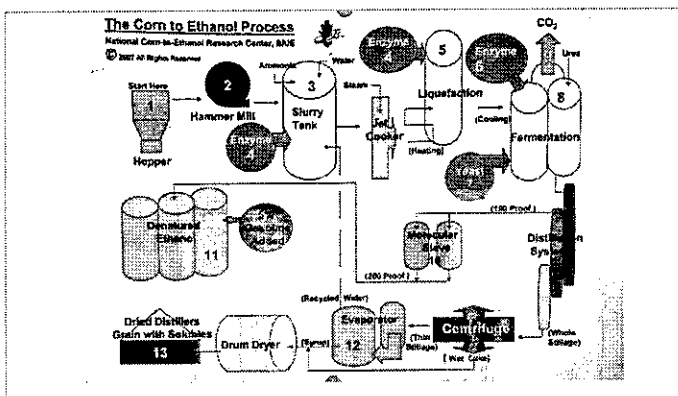 The Corn to Ethanol Process
National Corn-to-Ethanol Research Center, SIUE
© 2007 All Rights Reserved
CO2
Start Here
1
Hopper
2
Hammer Mill
Ammonia
Water
3
Slurry
Tank
Enzyme
Steam
Jet
Cooker
Enzyme
4
5
Liquefaction
(Heating)
(Cooling)
Enzyme
6
Urea
8
Fermentation
7
Denatured
Ethanol
11
Gasoline
Added
(190 Proof)
Molecular
Sieve
10
(200 Proof)
Distillation
(Recycled Water)
Evaporator
12
(Thin
Stillage)
Centrifuge
(Whole
Stillage)
[Wet Cake]
(Syrup)
Drum Dryer
Dried Distillers
Grain with Solubles
13